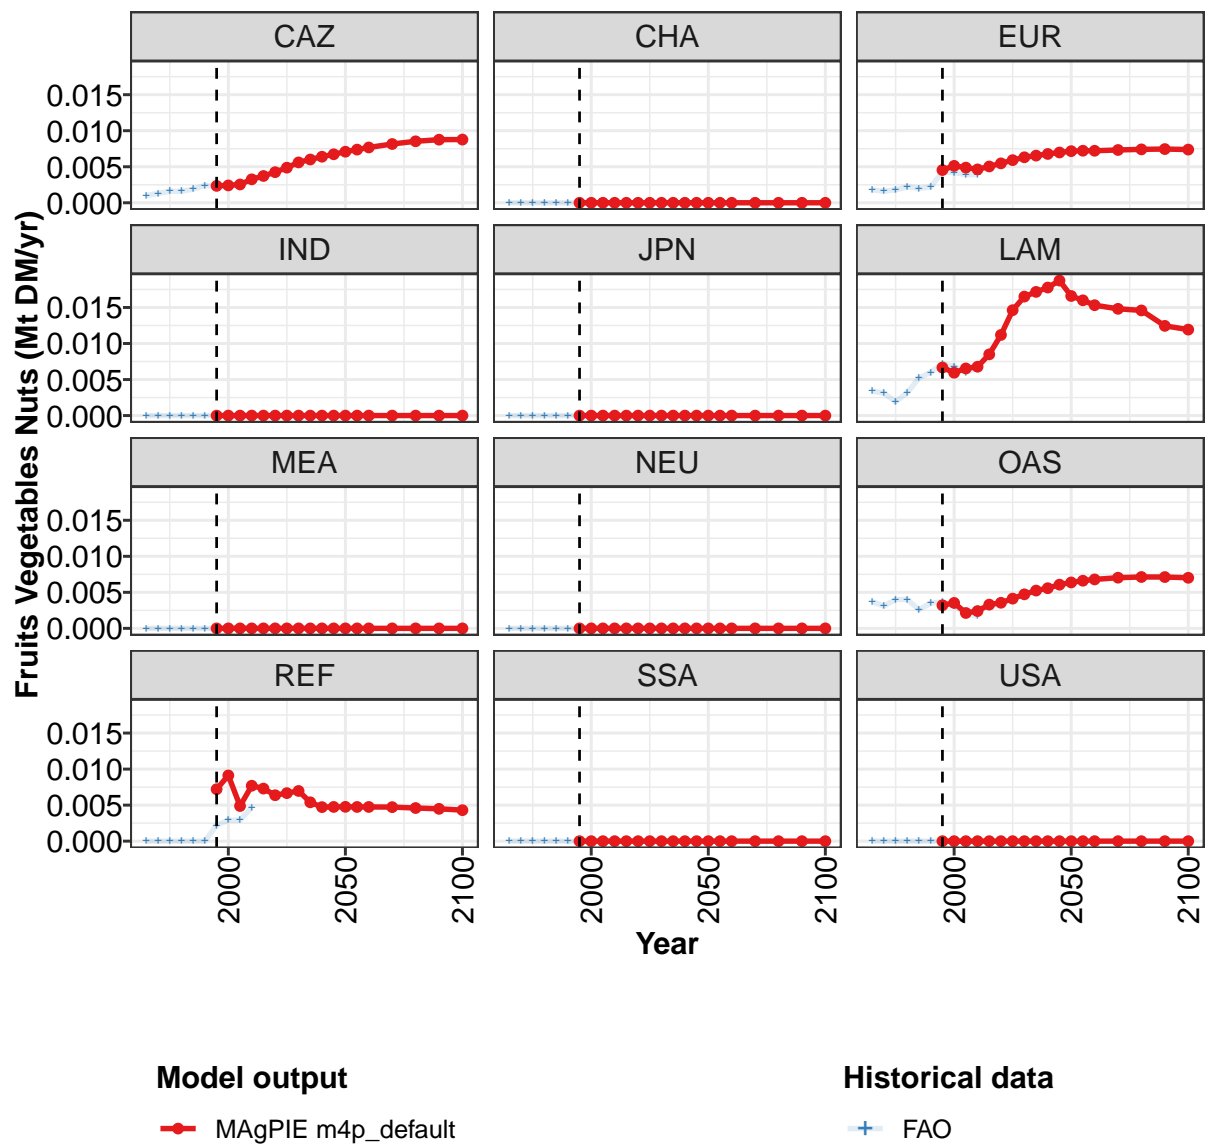 CAZ CHA EUR
0.015
0.010
0.005
0.000
IND JPN LAM
0.015
0.010
0.005
0.000
MEA NEU OAS
0.015
0.010
0.005
0.000
REF SSA USA
0.015
0.010
0.005
0.000
Fruits Vegetables Nuts (Mt DM/yr)
2000 2050 2100 2000 2050 2100 2000 2050 2100
Year
Model output Historical data
MAgPIE m4p_default FAO